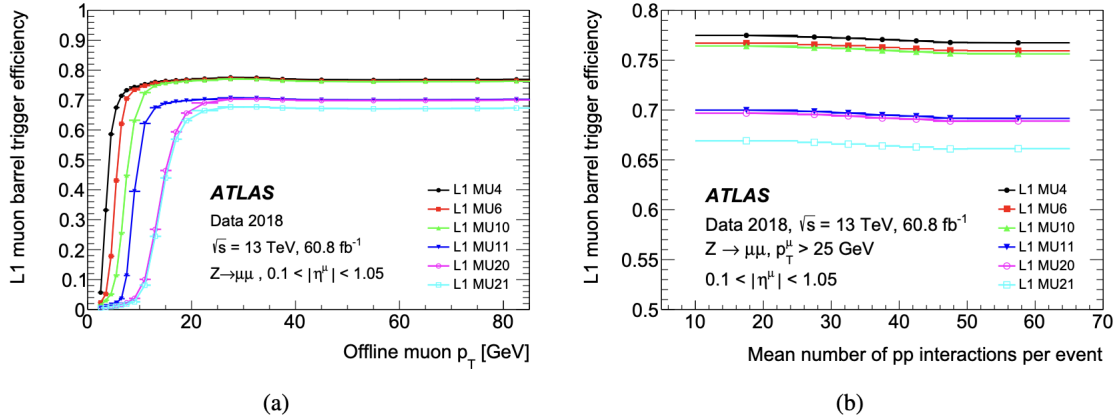 L1 muon barrel trigger efficiency
1
0.9
0.8
0.7
0.6
0.5
0.4
0.3
0.2
0.1
0
ATLAS
Data 2018
√s = 13 TeV, 60.8 fb⁻¹
Z→μμ , 0.1 < |η^μ| < 1.05
L1 MU4
L1 MU6
L1 MU10
L1 MU11
L1 MU20
L1 MU21
0 20 40 60 80
Offline muon p_T [GeV]
(a)
L1 muon barrel trigger efficiency
0.8
0.75
0.7
0.65
0.6
0.55
0.5
ATLAS
Data 2018, √s = 13 TeV, 60.8 fb⁻¹
Z → μμ, p_T^μ > 25 GeV
0.1 < |η^μ| < 1.05
L1 MU4
L1 MU6
L1 MU10
L1 MU11
L1 MU20
L1 MU21
10 20 30 40 50 60 70
Mean number of pp interactions per event
(b)